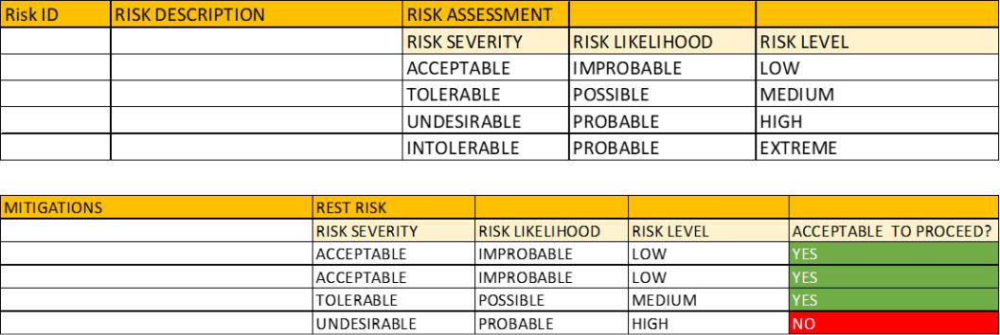 Risk ID RISK DESCRIPTION RISK ASSESSMENT
RISK SEVERITY RISK LIKELIHOOD RISK LEVEL
ACCEPTABLE IMPROBABLE LOW
TOLERABLE POSSIBLE MEDIUM
UNDESIRABLE PROBABLE HIGH
INTOLERABLE PROBABLE EXTREME
MITIGATIONS REST RISK
RISK SEVERITY RISK LIKELIHOOD RISK LEVEL ACCEPTABLE TO PROCEED?
ACCEPTABLE IMPROBABLE LOW YES
ACCEPTABLE IMPROBABLE LOW YES
TOLERABLE POSSIBLE MEDIUM YES
UNDESIRABLE PROBABLE HIGH NO